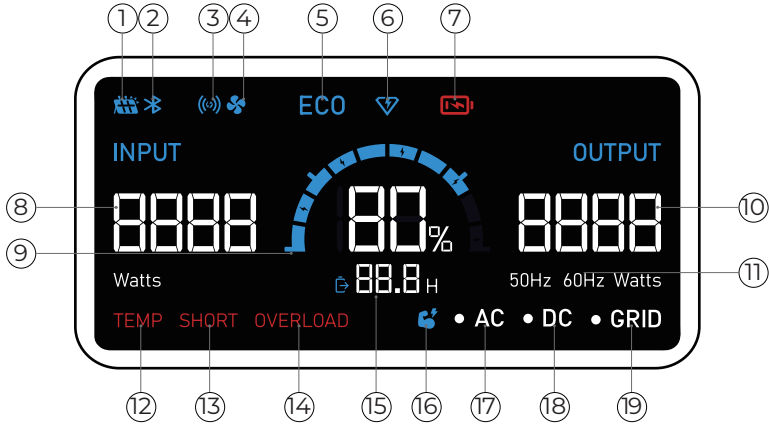 1 2 3 4 5 6 7
ECO
INPUT OUTPUT
8 8888 80% 8888 10
9 Watts 88.8 H 50Hz 60Hz Watts 11
TEMP SHORT OVERLOAD • AC • DC • GRID
12 13 14 15 16 17 18 19